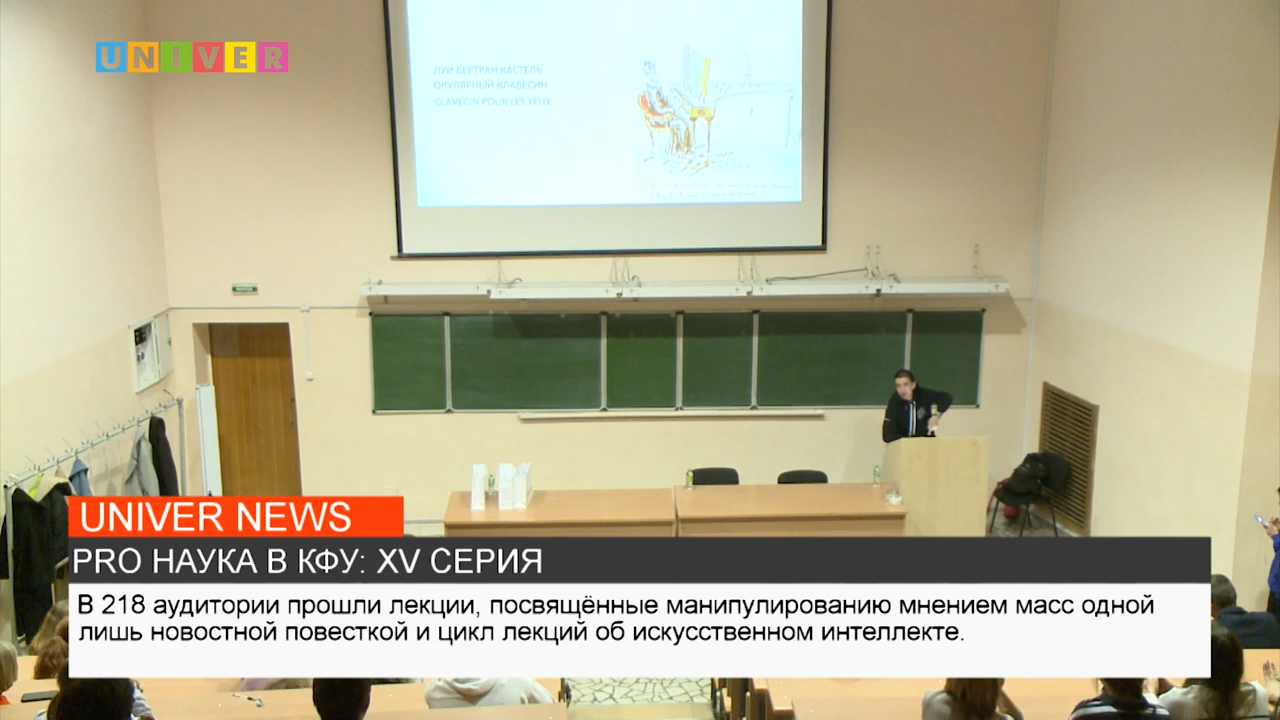 UNIVER
ЛУИ БЕРТРАН КАСТЕЛЬ
ОКУЛЯРНЫЙ КЛАВЕСИН
CLAVECIN POUR LES YEUX
UNIVER NEWS
PRO НАУКА В КФУ: XV СЕРИЯ
В 218 аудитории прошли лекции, посвящённые манипулированию мнением масс одной
лишь новостной повесткой и цикл лекций об искусственном интеллекте.